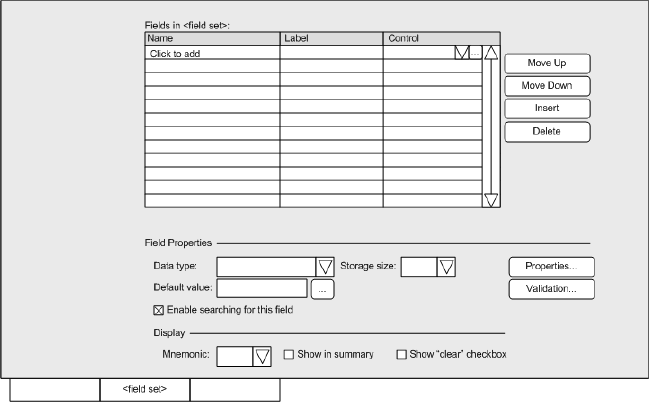 Fields in <field set>:
Name Label Control
Click to add ...
Move Up
Move Down
Insert
Delete
Field Properties
Data type: Storage size: Properties...
Default value: ... Validation...
Enable searching for this field
Display
Mnemonic: Show in summary Show “clear” checkbox
<field set>